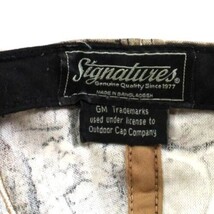 Signatures
Genuine Quality Since 1977
MADE IN BANGLADESH
GM Trademarks
used under license to
Outdoor Cap Company